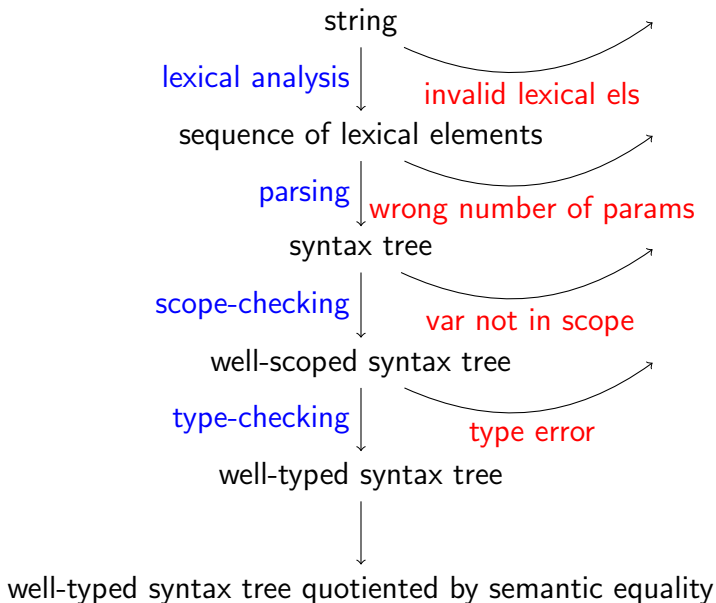 string
lexical analysis
invalid lexical els
sequence of lexical elements
parsing
wrong number of params
syntax tree
scope-checking
var not in scope
well-scoped syntax tree
type-checking
type error
well-typed syntax tree
well-typed syntax tree quotiented by semantic equality